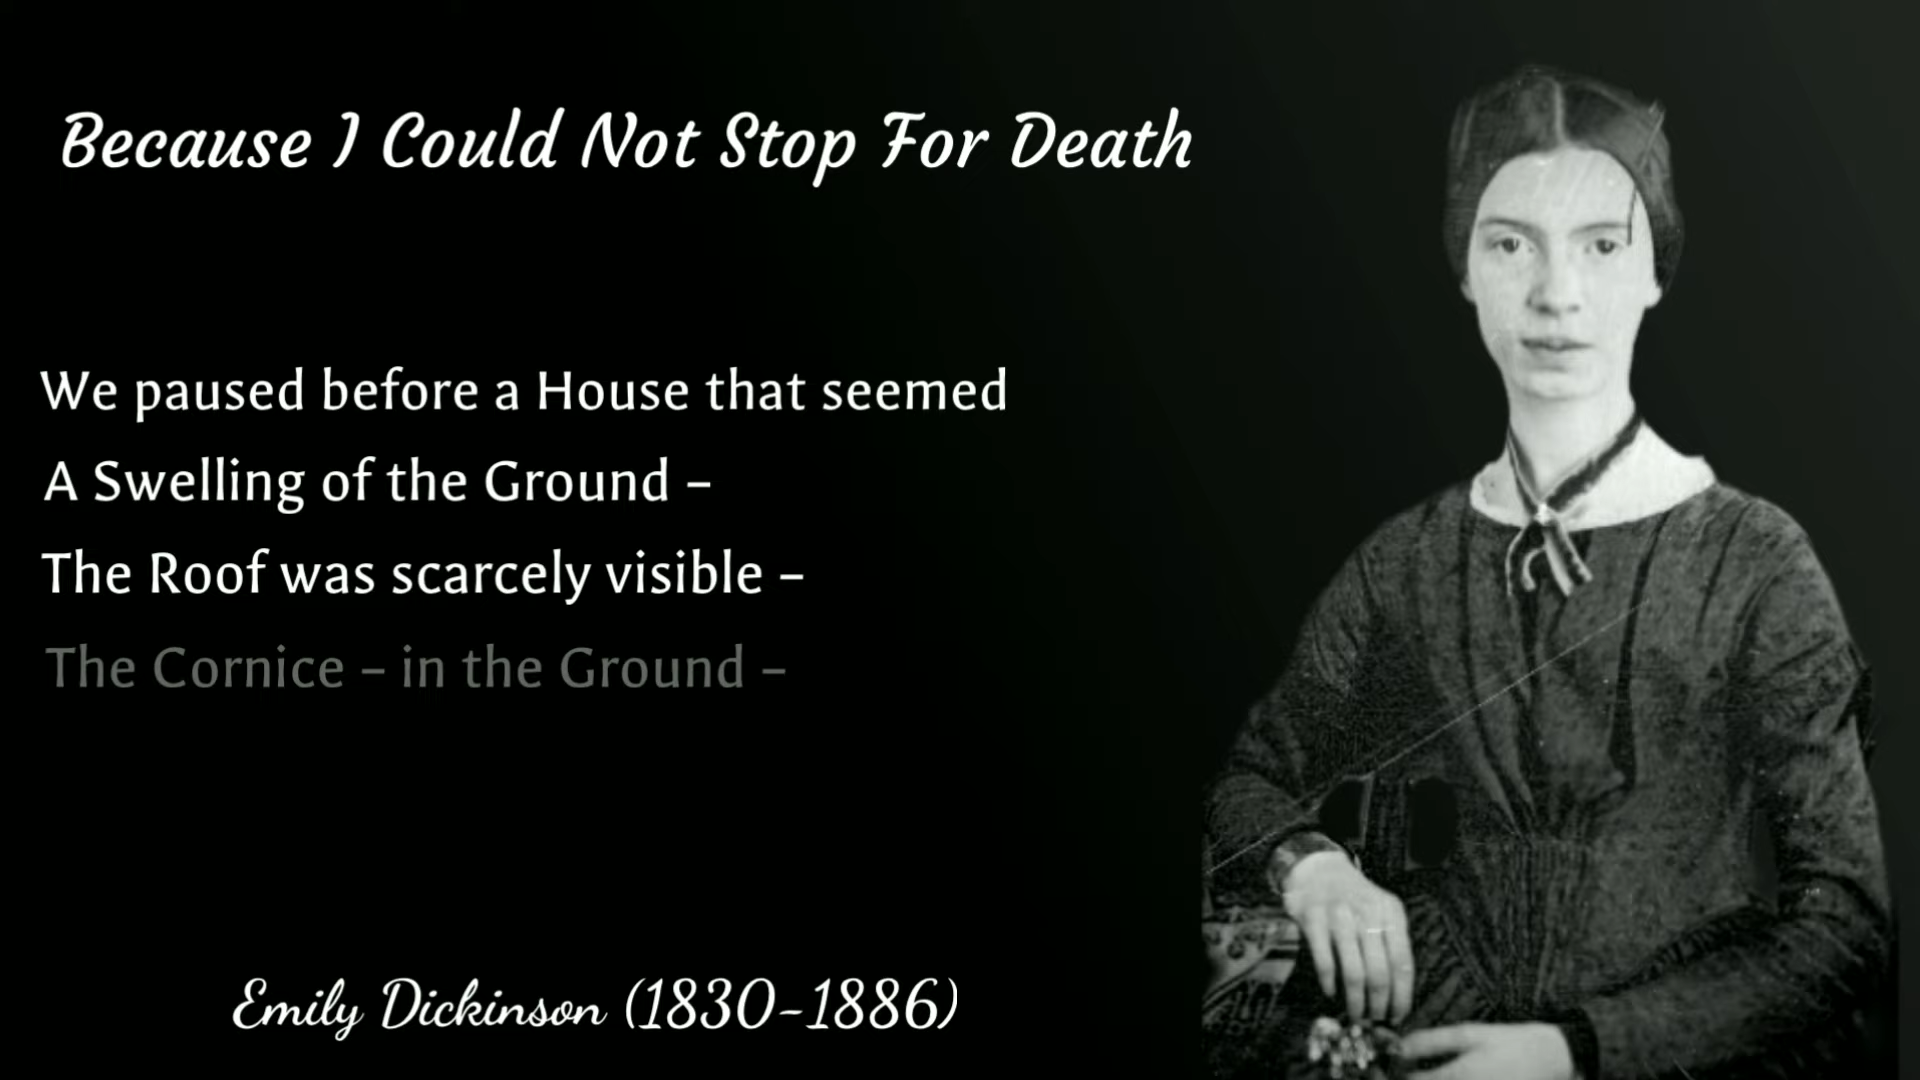 Because I Could Not Stop For Death
We paused before a House that seemed
A Swelling of the Ground –
The Roof was scarcely visible –
The Cornice – in the Ground –
Emily Dickinson (1830-1886)